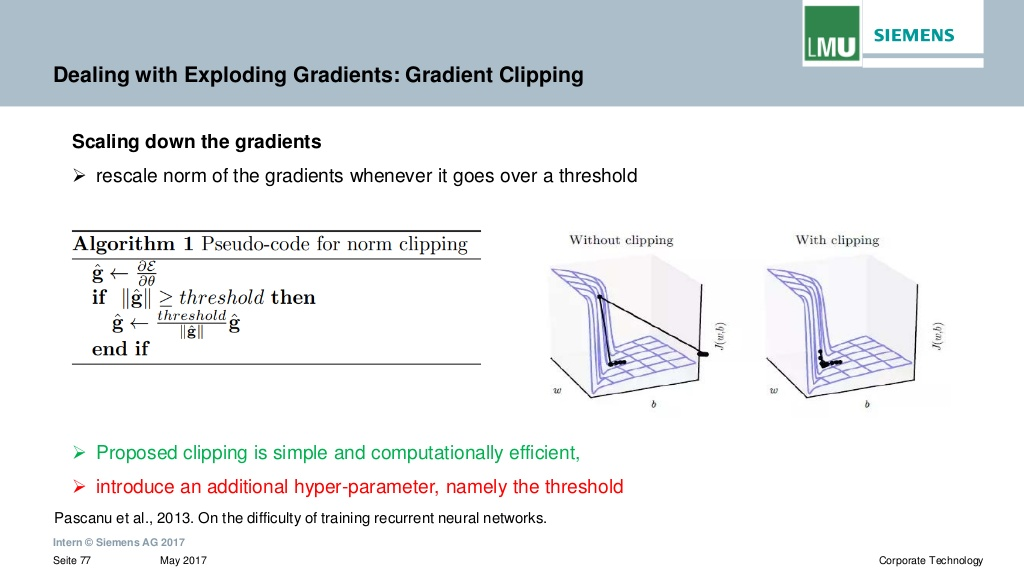 LMU SIEMENS
Dealing with Exploding Gradients: Gradient Clipping
Scaling down the gradients
➢ rescale norm of the gradients whenever it goes over a threshold
Algorithm 1 Pseudo-code for norm clipping
ĝ ← ∂ℰ/∂θ
if ‖ĝ‖ ≥ threshold then
ĝ ← threshold/‖ĝ‖ ĝ
end if
Without clipping
J(w,b)
w
b
With clipping
J(w,b)
w
b
➢ Proposed clipping is simple and computationally efficient,
➢ introduce an additional hyper-parameter, namely the threshold
Pascanu et al., 2013. On the difficulty of training recurrent neural networks.
Intern © Siemens AG 2017
Seite 77 May 2017 Corporate Technology